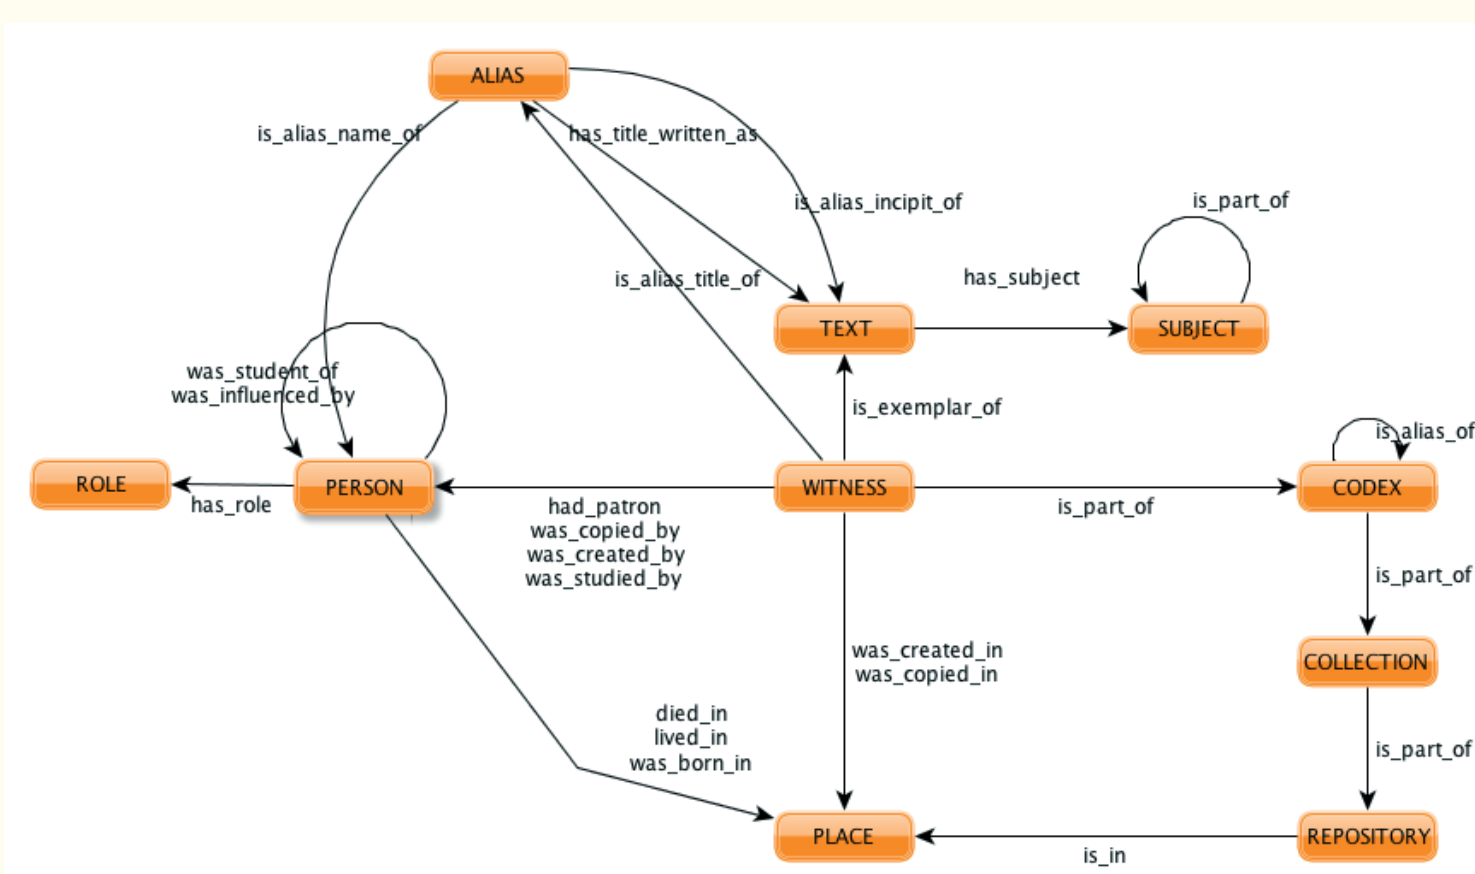 ALIAS
is_alias_name_of
has_title_written_as
is_alias_incipit_of
is_part_of
is_alias_title_of
has_subject
TEXT
SUBJECT
was_student_of
was_influenced_by
is_exemplar_of
is_alias_of
ROLE
has_role
PERSON
had_patron
was_copied_by
was_created_by
was_studied_by
WITNESS
is_part_of
CODEX
is_part_of
COLLECTION
was_created_in
was_copied_in
died_in
lived_in
was_born_in
is_part_of
PLACE
is_in
REPOSITORY